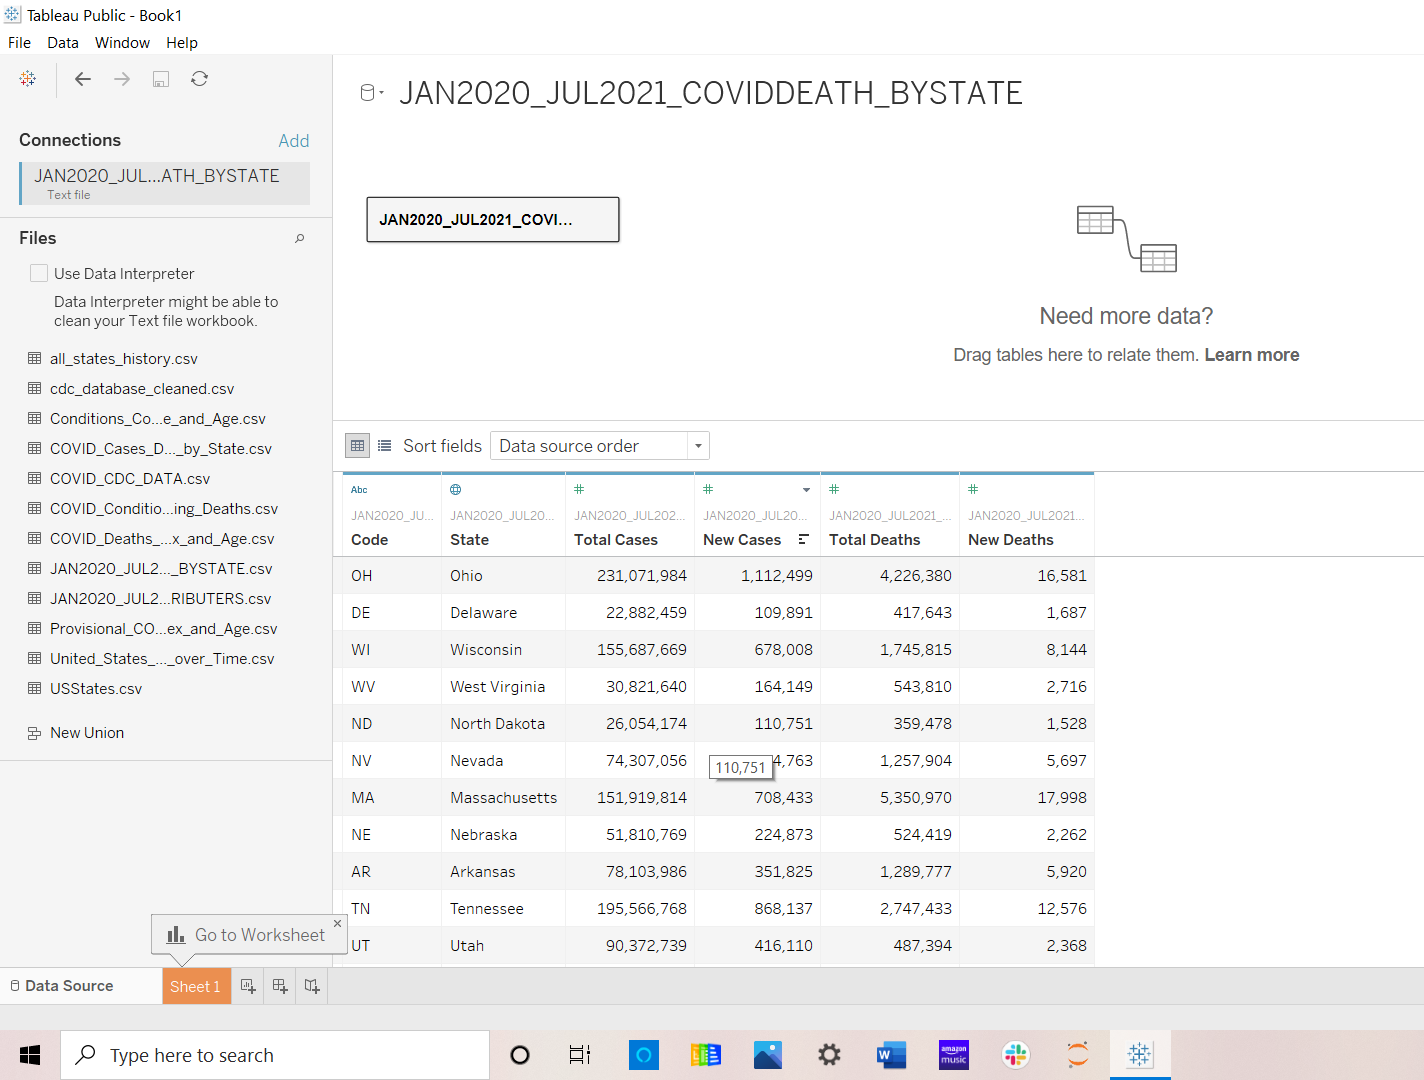 Tableau Public - Book1
File Data Window Help
JAN2020_JUL2021_COVIDDEATH_BYSTATE
Connections Add
JAN2020_JUL...ATH_BYSTATE
Text file
Files
Use Data Interpreter
Data Interpreter might be able to
clean your Text file workbook.
all_states_history.csv
cdc_database_cleaned.csv
Conditions_Co...e_and_Age.csv
COVID_Cases_D..._by_State.csv
COVID_CDC_DATA.csv
COVID_Conditio...ing_Deaths.csv
COVID_Deaths_...x_and_Age.csv
JAN2020_JUL2..._BYSTATE.csv
JAN2020_JUL2...RIBUTERS.csv
Provisional_CO...ex_and_Age.csv
United_States_..._over_Time.csv
USStates.csv
New Union
JAN2020_JUL2021_COVI...
Need more data?
Drag tables here to relate them. Learn more
Sort fields Data source order
Abc # # # #
JAN2020_JU... JAN2020_JUL20... JAN2020_JUL202... JAN2020_JUL20... JAN2020_JUL2021_... JAN2020_JUL2021...
Code State Total Cases New Cases Total Deaths New Deaths
OH Ohio 231,071,984 1,112,499 4,226,380 16,581
DE Delaware 22,882,459 109,891 417,643 1,687
WI Wisconsin 155,687,669 678,008 1,745,815 8,144
WV West Virginia 30,821,640 164,149 543,810 2,716
ND North Dakota 26,054,174 110,751 359,478 1,528
NV Nevada 74,307,056 4,763 1,257,904 5,697
110,751
MA Massachusetts 151,919,814 708,433 5,350,970 17,998
NE Nebraska 51,810,769 224,873 524,419 2,262
AR Arkansas 78,103,986 351,825 1,289,777 5,920
TN Tennessee 195,566,768 868,137 2,747,433 12,576
UT Utah 90,372,739 416,110 487,394 2,368
Go to Worksheet
Data Source Sheet 1
Type here to search
W
amazon
music